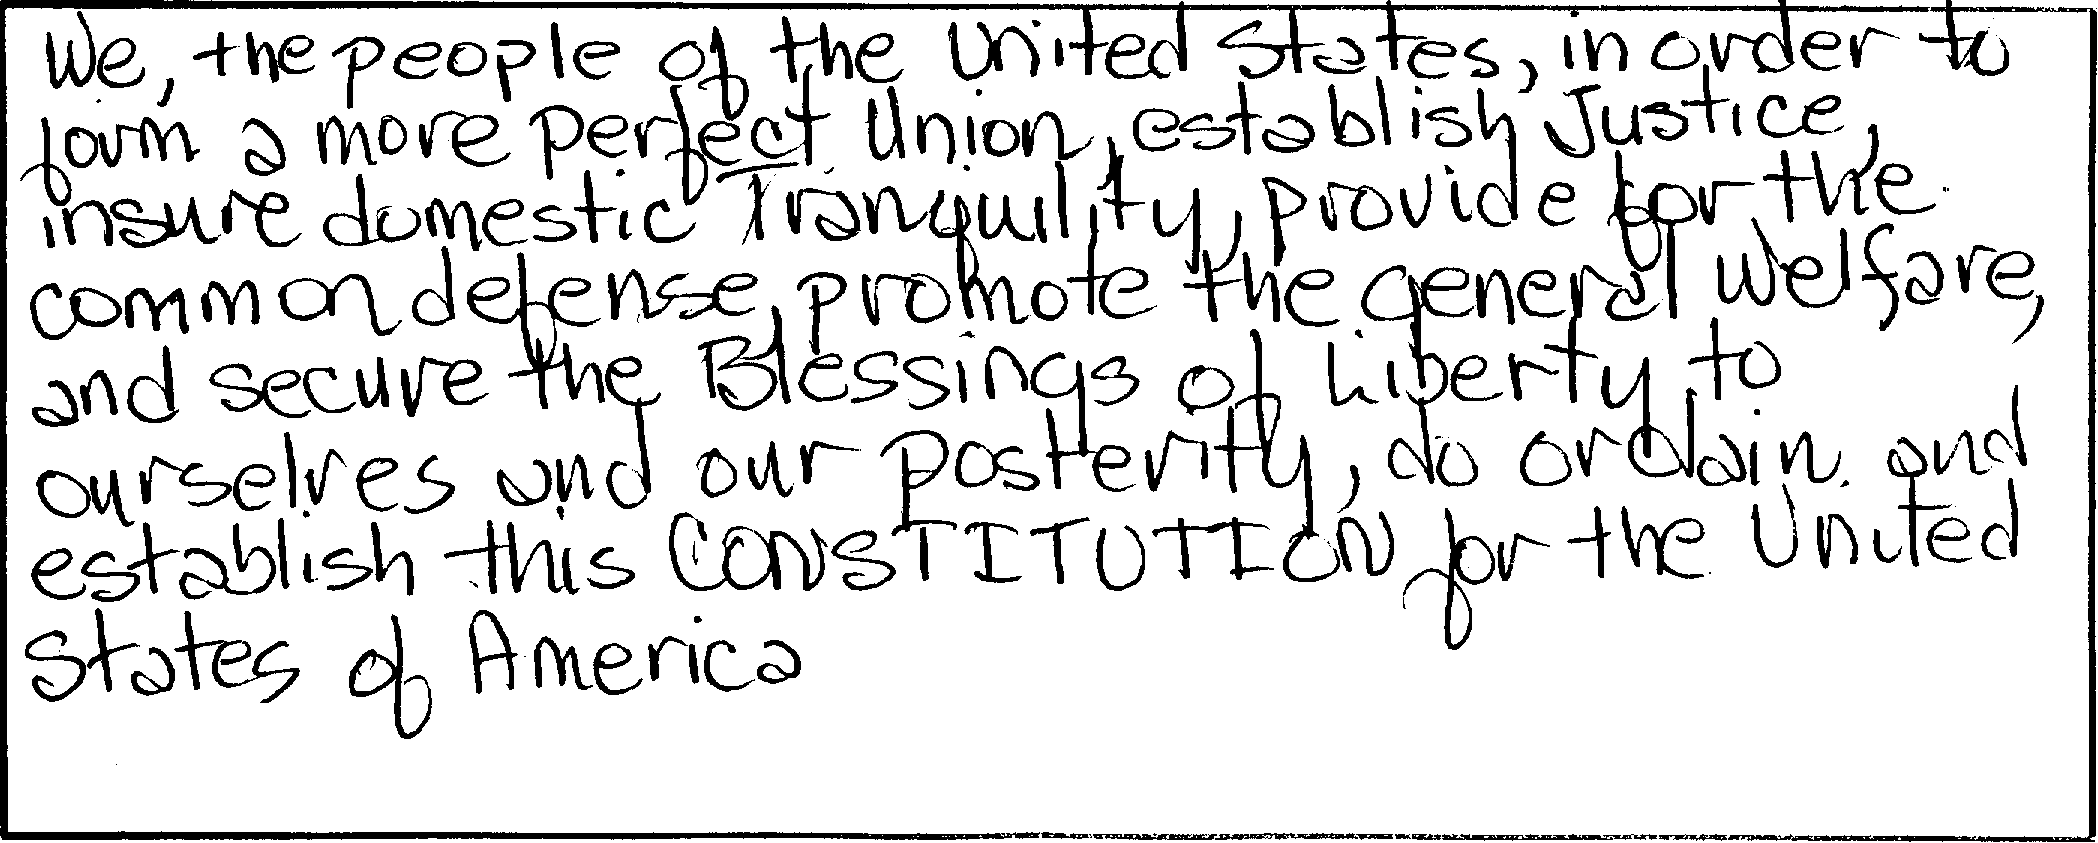 We, the people of the United States, in order to
form a more perfect Union, establish Justice,
insure domestic Tranquility, provide for the
common defense, promote the general Welfare,
and secure the Blessings of Liberty to
ourselves and our posterity, do ordain and
establish this CONSTITUTION for the United
States of America